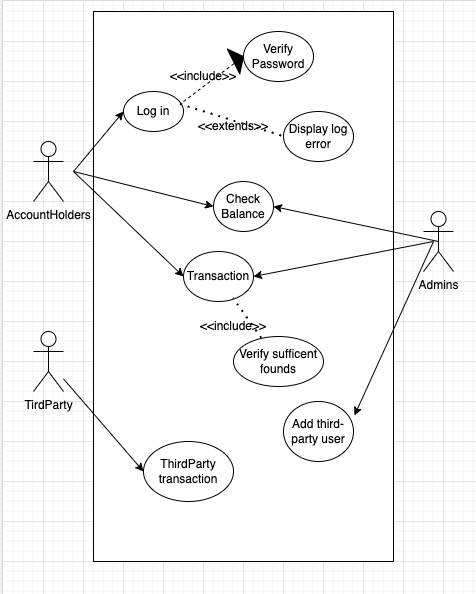 Verify
Password
<<include>>
Log in
<<extends>>
Display log
error
AccountHolders
Check
Balance
Transaction
Admins
<<include>>
Verify sufficent
founds
TirdParty
Add third-
party user
ThirdParty
transaction